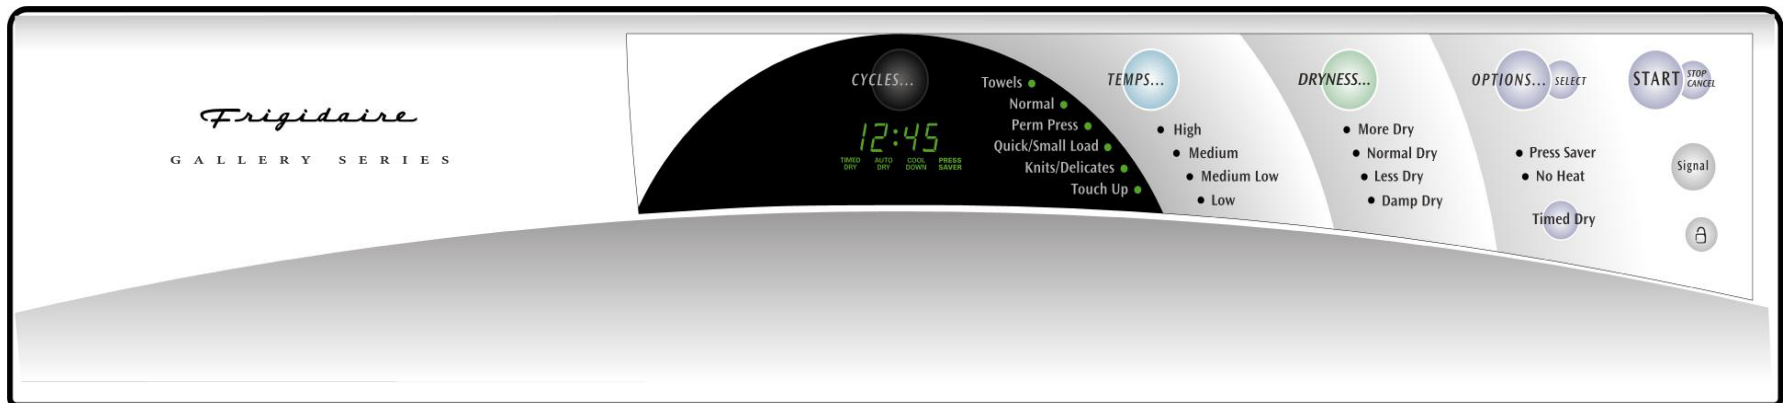 Frigidaire
GALLERY SERIES
CYCLES...
12:45
TIMED DRY
AUTO DRY
COOL DOWN
PRESS SAVER
Towels
Normal
Perm Press
Quick/Small Load
Knits/Delicates
Touch Up
TEMPS...
High
Medium
Medium Low
Low
DRYNESS...
More Dry
Normal Dry
Less Dry
Damp Dry
OPTIONS...
SELECT
Press Saver
No Heat
Timed Dry
START
STOP
CANCEL
Signal